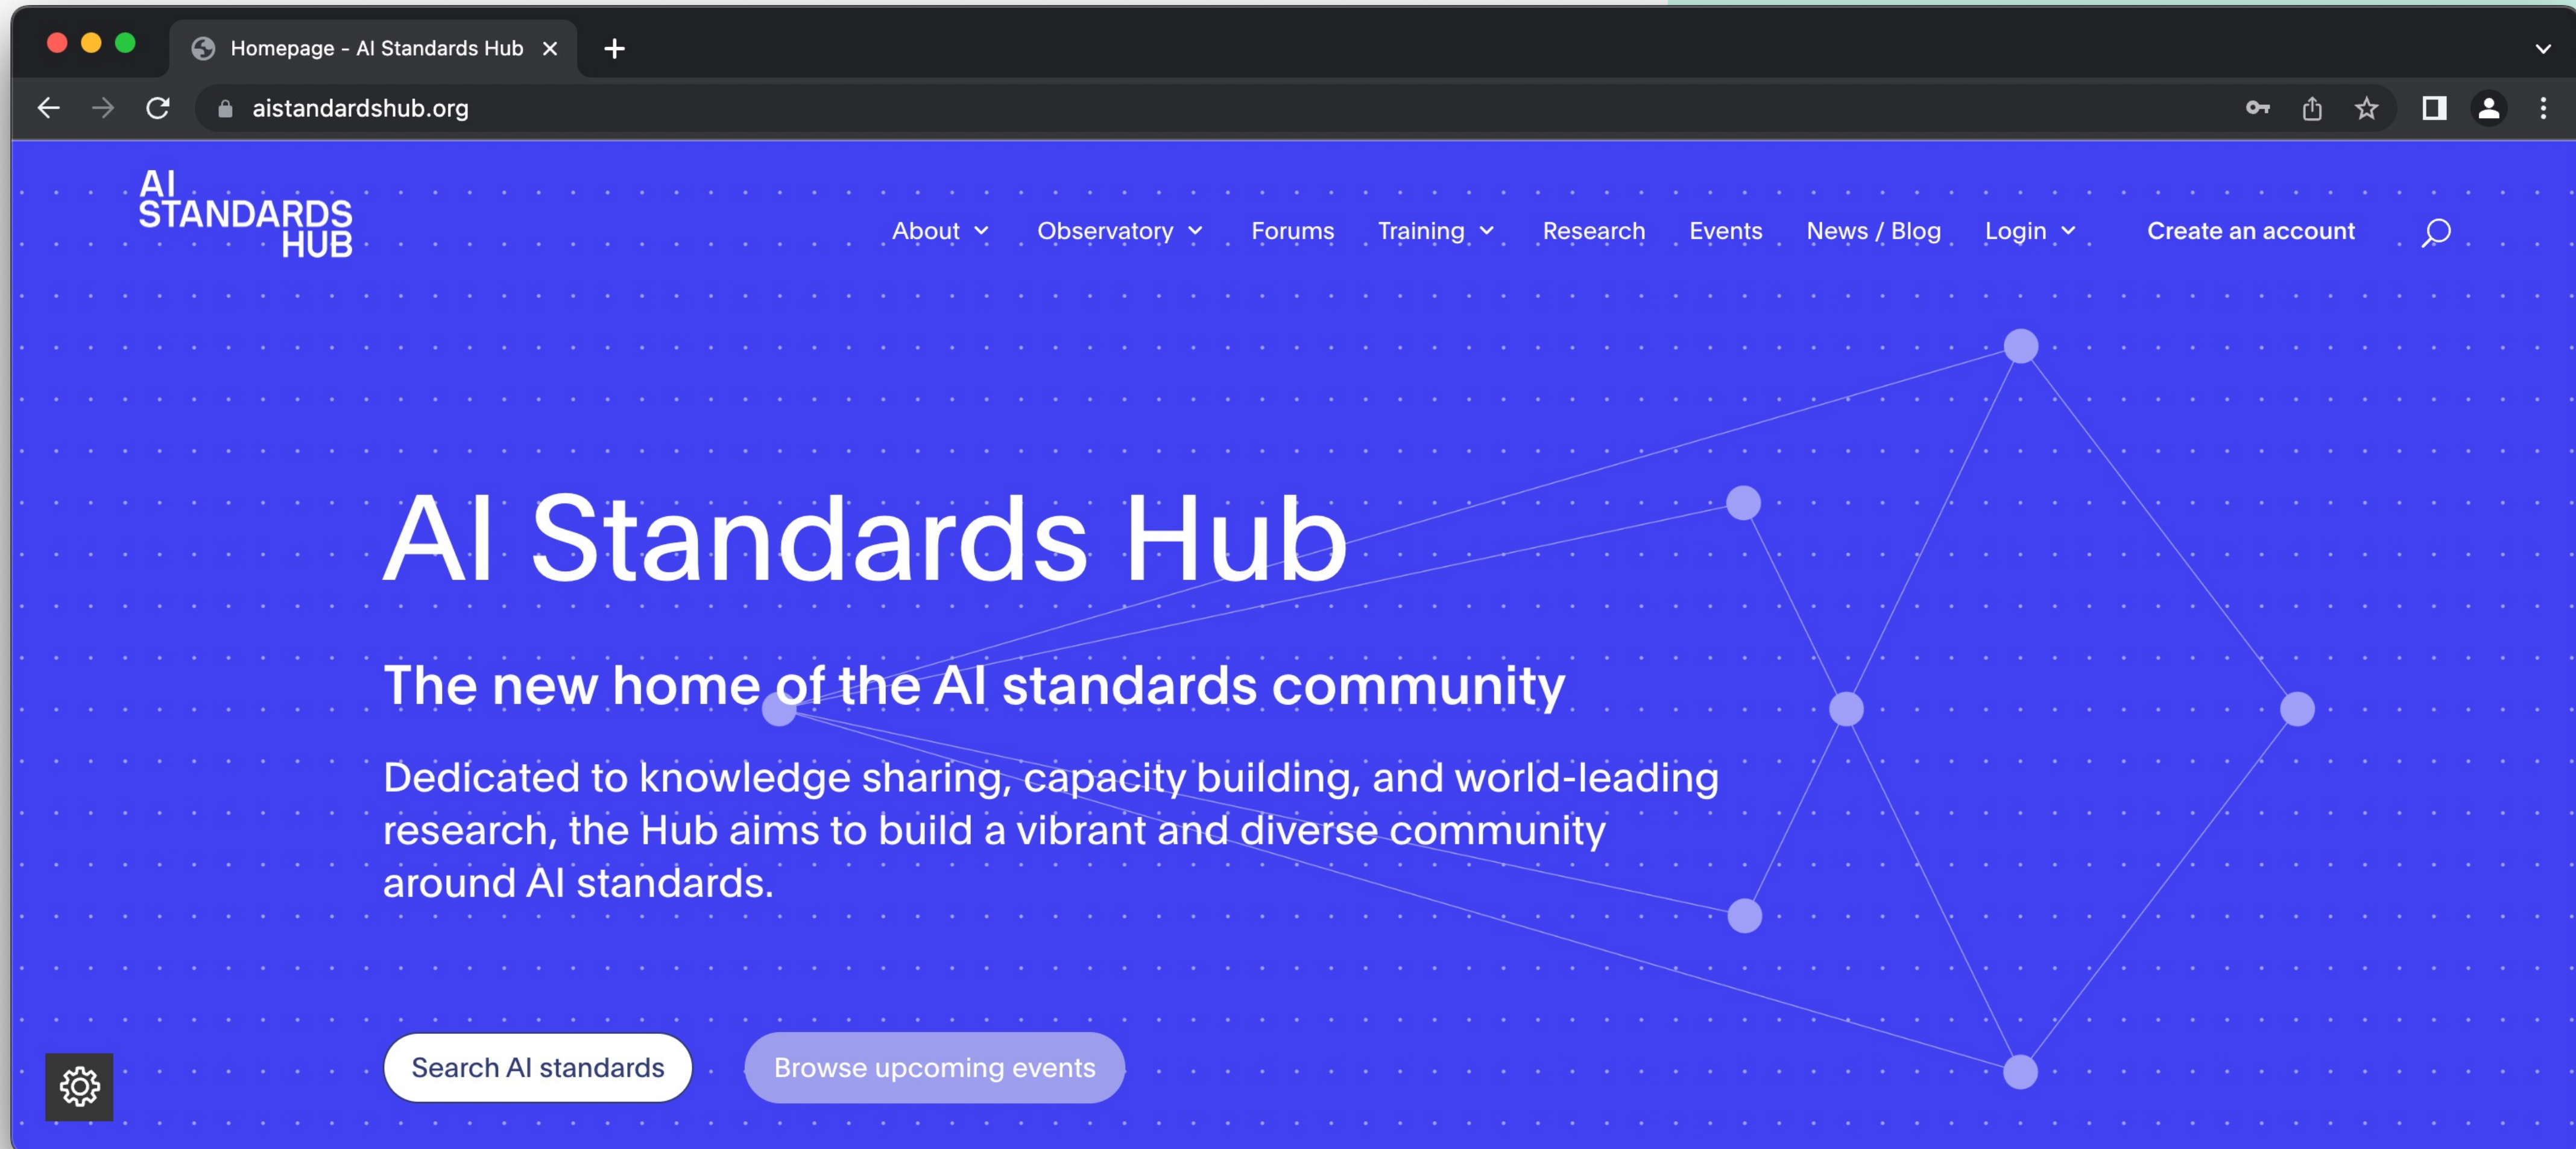 Homepage - AI Standards Hub
aistandardshub.org
AI
STANDARDS
HUB
About
Observatory
Forums
Training
Research
Events
News / Blog
Login
Create an account
AI Standards Hub
The new home of the AI standards community
Dedicated to knowledge sharing, capacity building, and world-leading
research, the Hub aims to build a vibrant and diverse community
around AI standards.
Search AI standards
Browse upcoming events